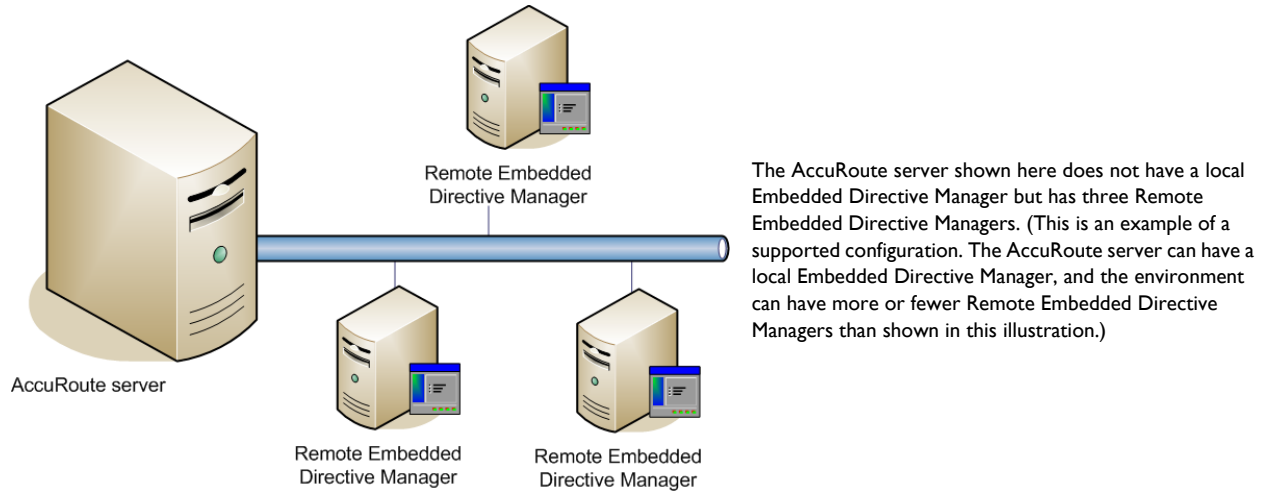 Remote Embedded
Directive Manager
The AccuRoute server shown here does not have a local
Embedded Directive Manager but has three Remote
Embedded Directive Managers. (This is an example of a
supported configuration. The AccuRoute server can have a
local Embedded Directive Manager, and the environment
can have more or fewer Remote Embedded Directive
Managers than shown in this illustration.)
AccuRoute server
Remote Embedded
Directive Manager
Remote Embedded
Directive Manager